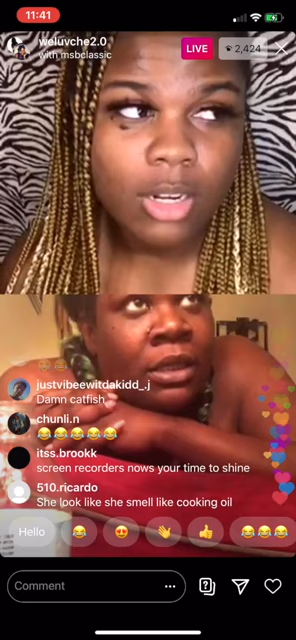 11:41
weluvche2.0
with msbclassic
LIVE
2,424
justvibeewitdakidd_.j
Damn catfish
chunli.n
😂😂😂😂😂
itss.brookk
screen recorders nows your time to shine
510.ricardo
She look like she smell like cooking oil
Hello
Comment